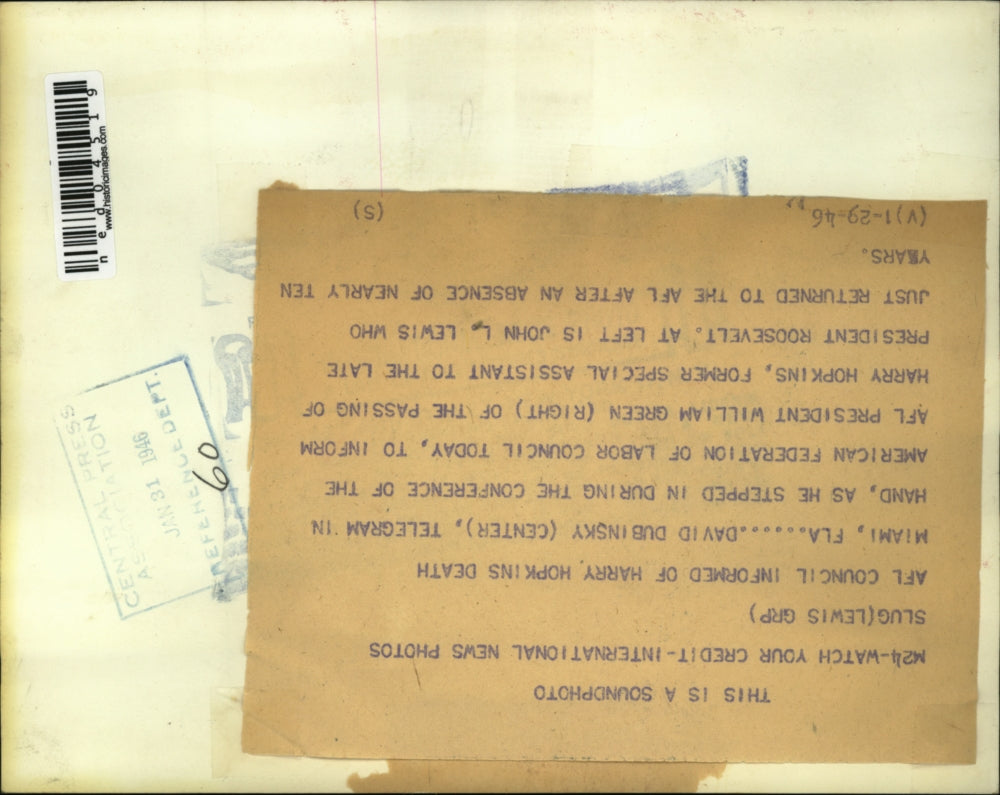 THIS IS A SOUNDPHOTO
M24-WATCH YOUR CREDIT-INTERNATIONAL NEWS PHOTOS
SLUG(LEWIS GRP)
AFL COUNCIL INFORMED OF HARRY HOPKINS DEATH
MIAMI, FLA.......DAVID DUBINSKY (CENTER), TELEGRAM IN
HAND, AS HE STEPPED IN DURING THE CONFERENCE OF THE
AMERICAN FEDERATION OF LABOR COUNCIL TODAY, TO INFORM
AFL PRESIDENT WILLIAM GREEN (RIGHT) OF THE PASSING OF
HARRY HOPKINS, FORMER SPECIAL ASSISTANT TO THE LATE
PRESIDENT ROOSEVELT. AT LEFT IS JOHN L. LEWIS WHO
JUST RETURNED TO THE AFL AFTER AN ABSENCE OF NEARLY TEN
YEARS.
(V)1-29-46 (S)
CENTRAL PRESS
ASSOCIATION
JAN 31 1946
REFERENCE DEPT.
60
ned04519
www.historicimages.com